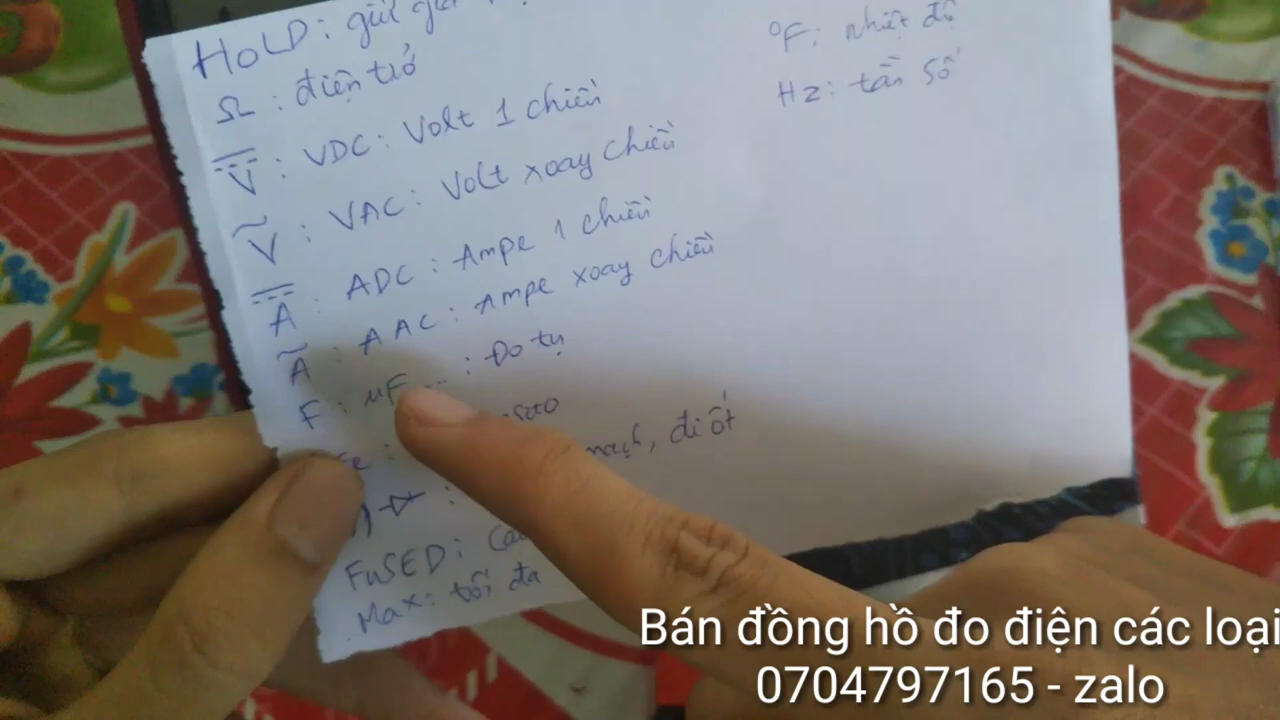 HOLD: giữ
Ω : điện trở
V : VDC: Volt 1 chiều
V : VAC: Volt xoay chiều
A : ADC : Ampe 1 chiều
A : AAC : Ampe xoay chiều
F : µF ... : Đo tụ
mạch, đi ốt
FUSED:
Max: tối đa
°F: nhiệt độ
Hz: tần số
Bán đồng hồ đo điện các loại
0704797165 - zalo